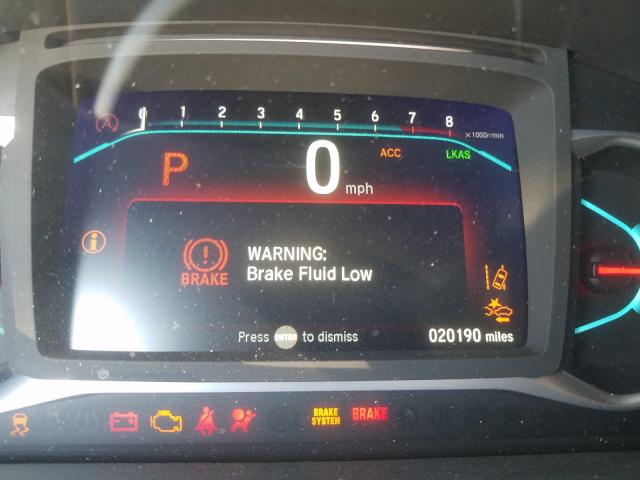 0 1 2 3 4 5 6 7 8
x1000r/min
P 0 mph ACC LKAS
WARNING:
BRAKE Brake Fluid Low
Press ENTER to dismiss 020190 miles
BRAKE SYSTEM BRAKE